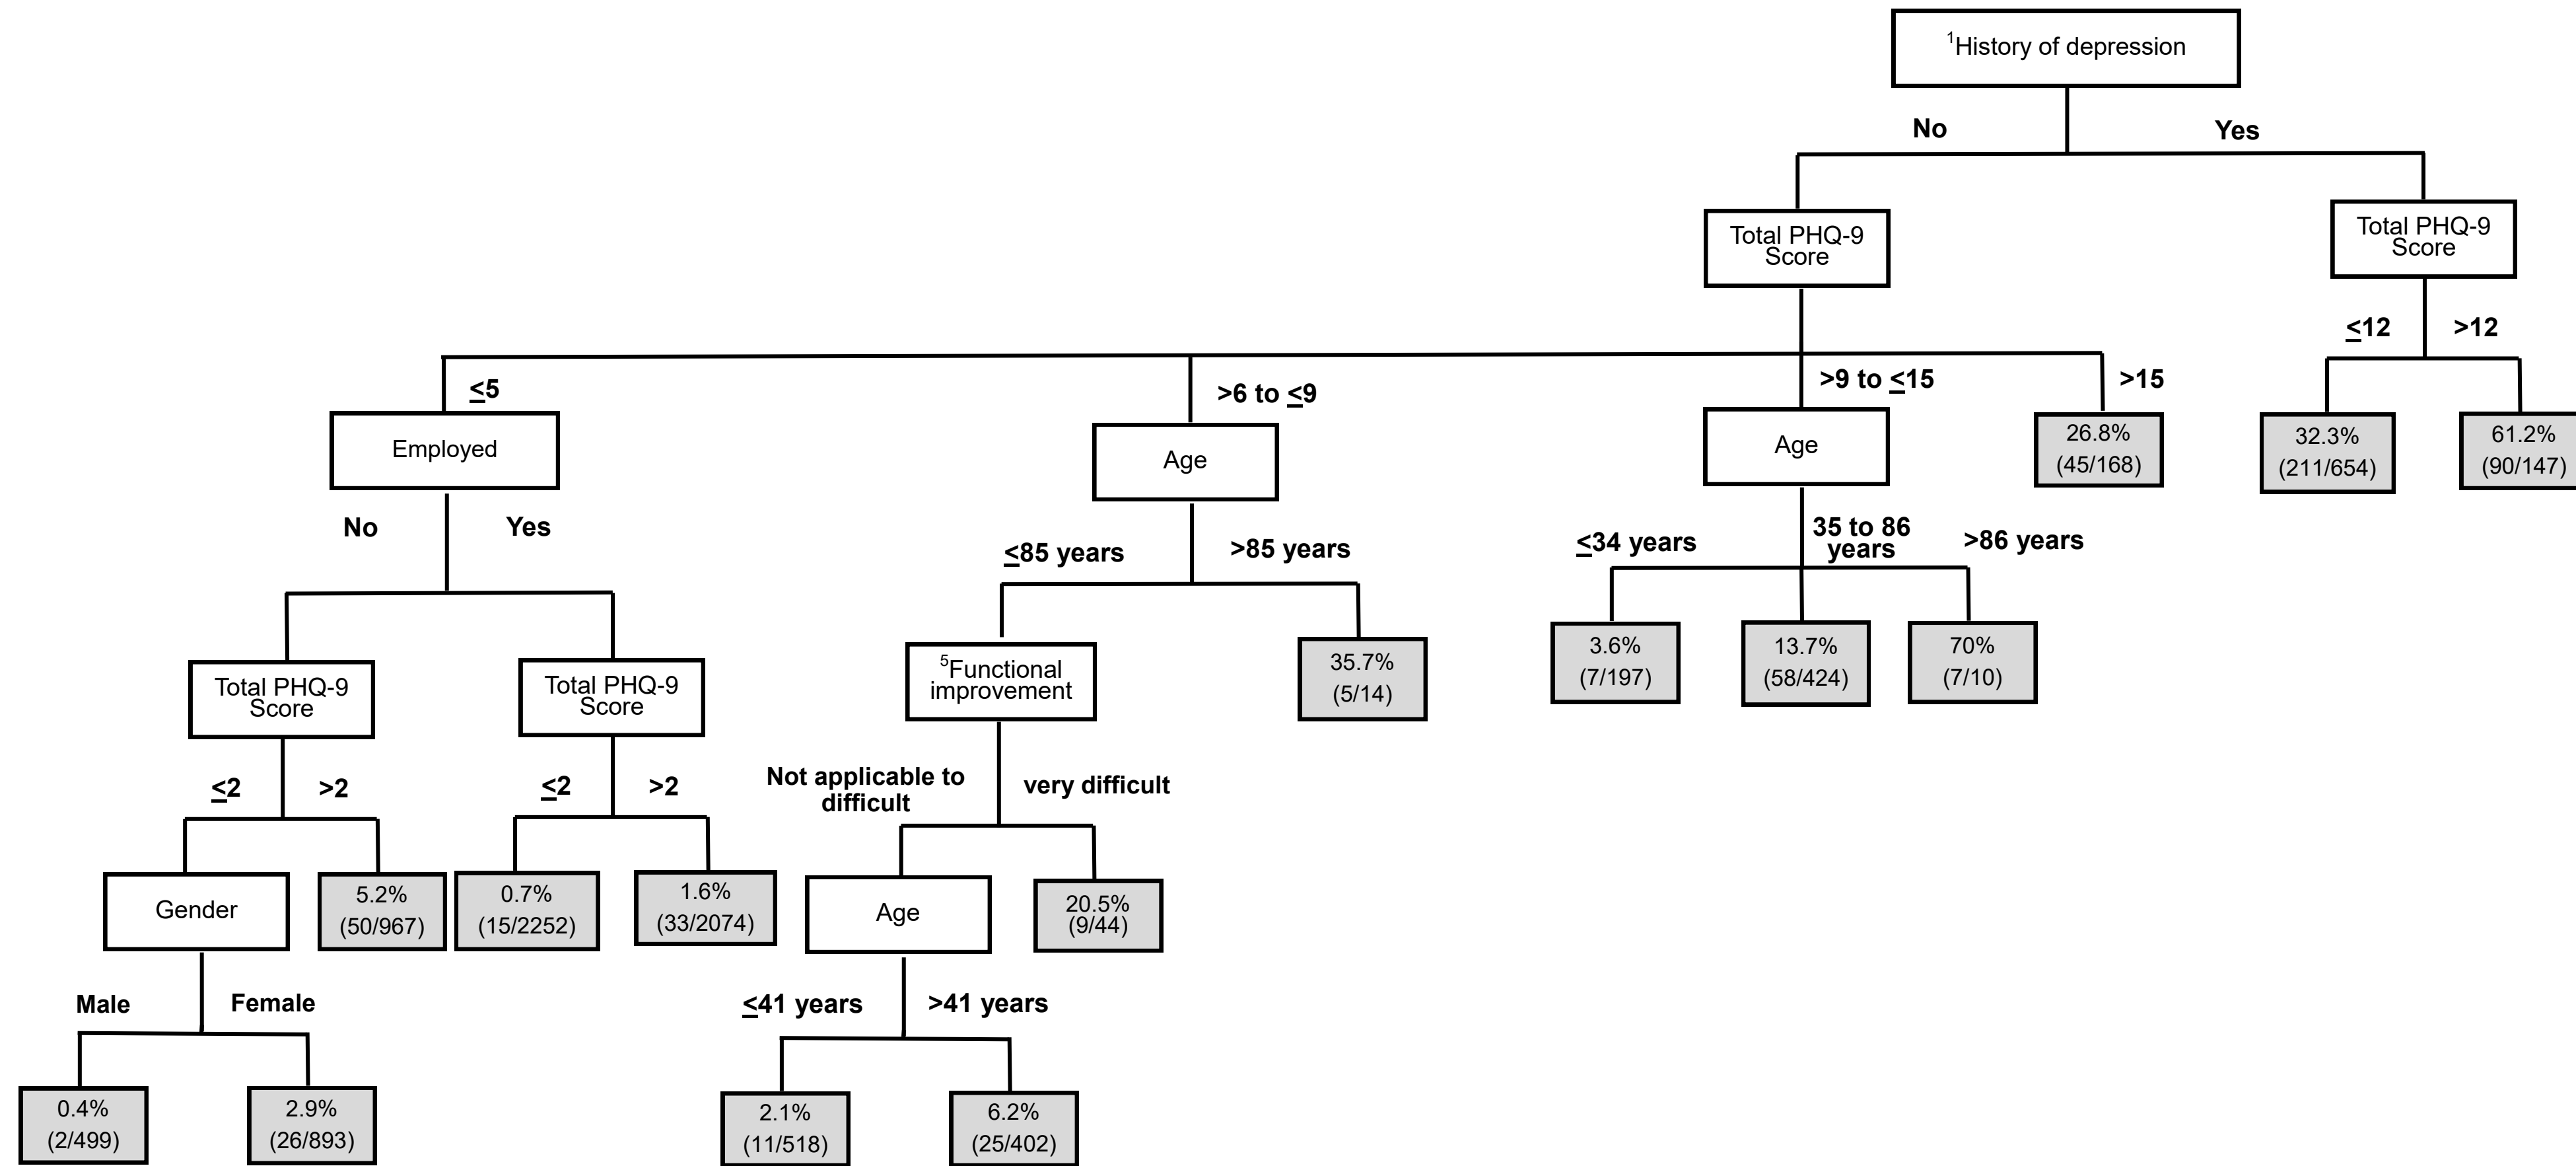 1History of depression
No
Yes
Total PHQ-9
Score
Total PHQ-9
Score
≤12
>12
≤5
>6 to ≤9
>9 to ≤15
>15
Employed
Age
Age
26.8%
(45/168)
32.3%
(211/654)
61.2%
(90/147)
No
Yes
≤85 years
>85 years
≤34 years
35 to 86
years
>86 years
Total PHQ-9
Score
Total PHQ-9
Score
5Functional
improvement
35.7%
(5/14)
3.6%
(7/197)
13.7%
(58/424)
70%
(7/10)
≤2
>2
≤2
>2
Not applicable to
difficult
very difficult
Gender
5.2%
(50/967)
0.7%
(15/2252)
1.6%
(33/2074)
Age
20.5%
(9/44)
Male
Female
≤41 years
>41 years
0.4%
(2/499)
2.9%
(26/893)
2.1%
(11/518)
6.2%
(25/402)